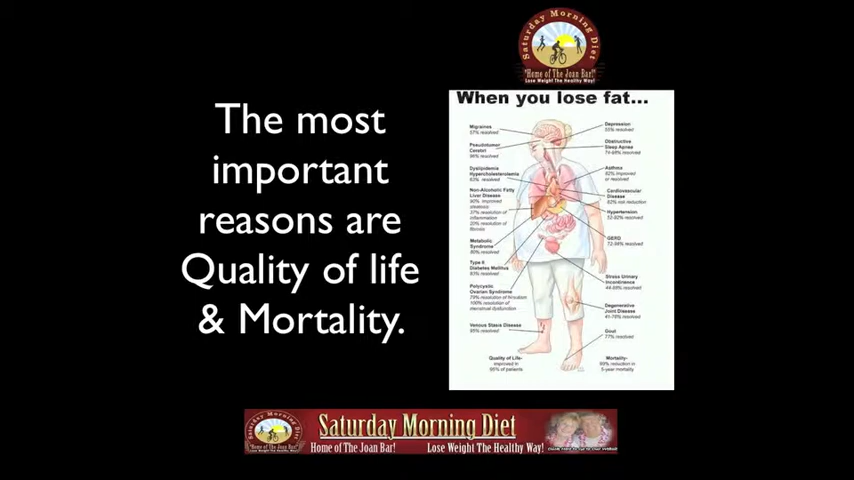 Saturday Morning Diet
"Home of The Joan Bar!"
Lose Weight The Healthy Way!
The most
important
reasons are
Quality of life
& Mortality.
When you lose fat...
Migraines
57% resolved
Pseudotumor
Cerebri
96% resolved
Dyslipidemia
Hypercholesterolemia
63% resolved
Non-Alcoholic Fatty
Liver Disease
90% improved
steatosis
37% resolution of
inflammation
20% resolution of
fibrosis
Metabolic
Syndrome
80% resolved
Type II
Diabetes Mellitus
83% resolved
Polycystic
Ovarian Syndrome
79% resolution of hirsutism
100% resolution of
menstrual dysfunction
Venous Stasis Disease
95% resolved
Quality of Life-
improved in
95% of patients
Depression
55% resolved
Obstructive
Sleep Apnea
74-98% resolved
Asthma
82% improved
or resolved
Cardiovascular
Disease
82% risk reduction
Hypertension
52-92% resolved
GERD
72-98% resolved
Stress Urinary
Incontinence
44-88% resolved
Degenerative
Joint Disease
41-76% resolved
Gout
77% resolved
Mortality-
89% reduction in
5-year mortality
Saturday Morning Diet
Home of The Joan Bar!
Lose Weight The Healthy Way!